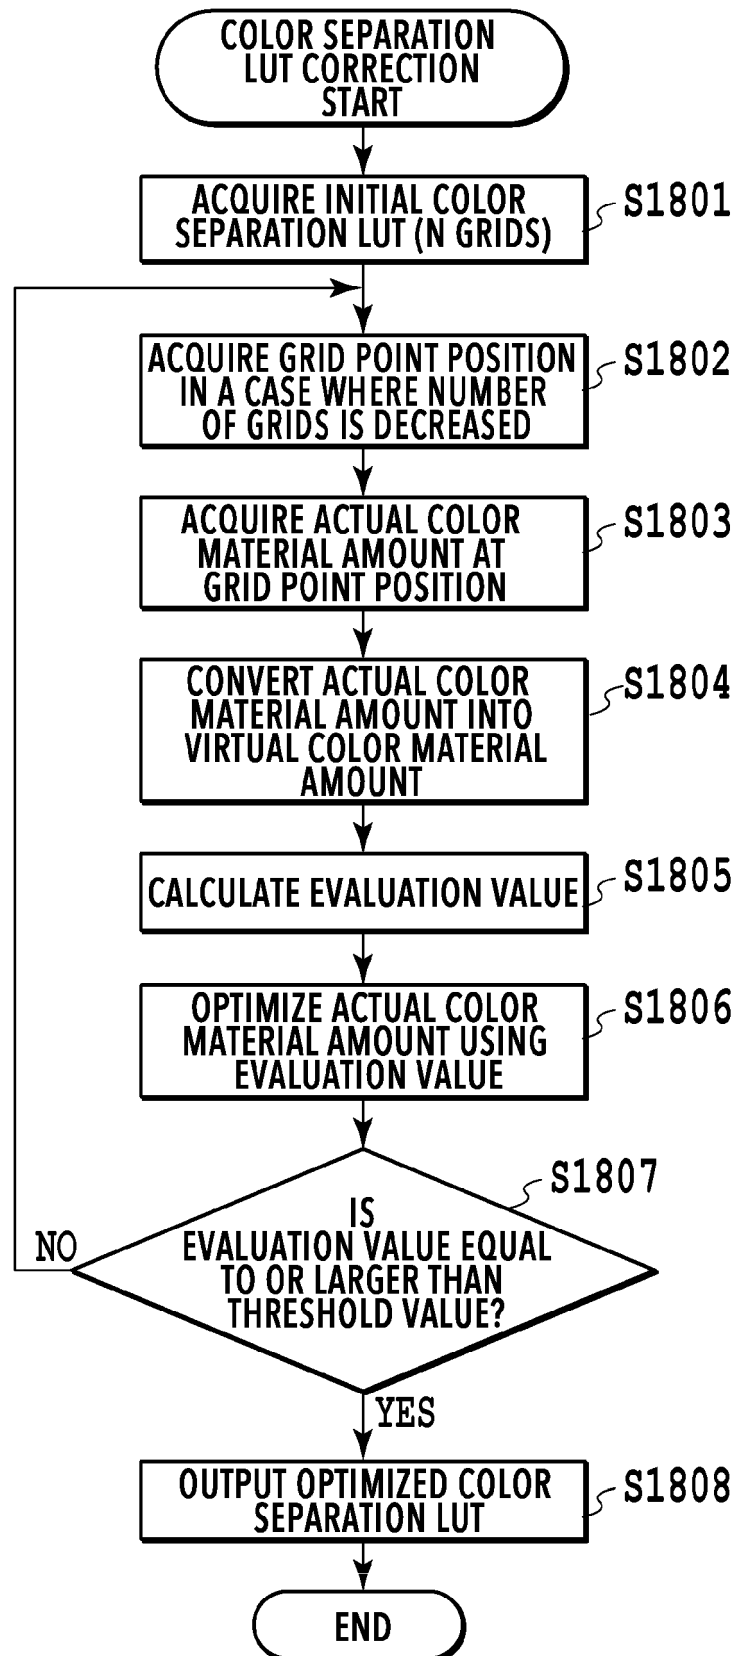 COLOR SEPARATION
LUT CORRECTION
START
ACQUIRE INITIAL COLOR
SEPARATION LUT (N GRIDS)
S1801
ACQUIRE GRID POINT POSITION
IN A CASE WHERE NUMBER
OF GRIDS IS DECREASED
S1802
ACQUIRE ACTUAL COLOR
MATERIAL AMOUNT AT
GRID POINT POSITION
S1803
CONVERT ACTUAL COLOR
MATERIAL AMOUNT INTO
VIRTUAL COLOR MATERIAL
AMOUNT
S1804
CALCULATE EVALUATION VALUE
S1805
OPTIMIZE ACTUAL COLOR
MATERIAL AMOUNT USING
EVALUATION VALUE
S1806
S1807
IS
EVALUATION VALUE EQUAL
TO OR LARGER THAN
THRESHOLD VALUE?
NO
YES
OUTPUT OPTIMIZED COLOR
SEPARATION LUT
S1808
END